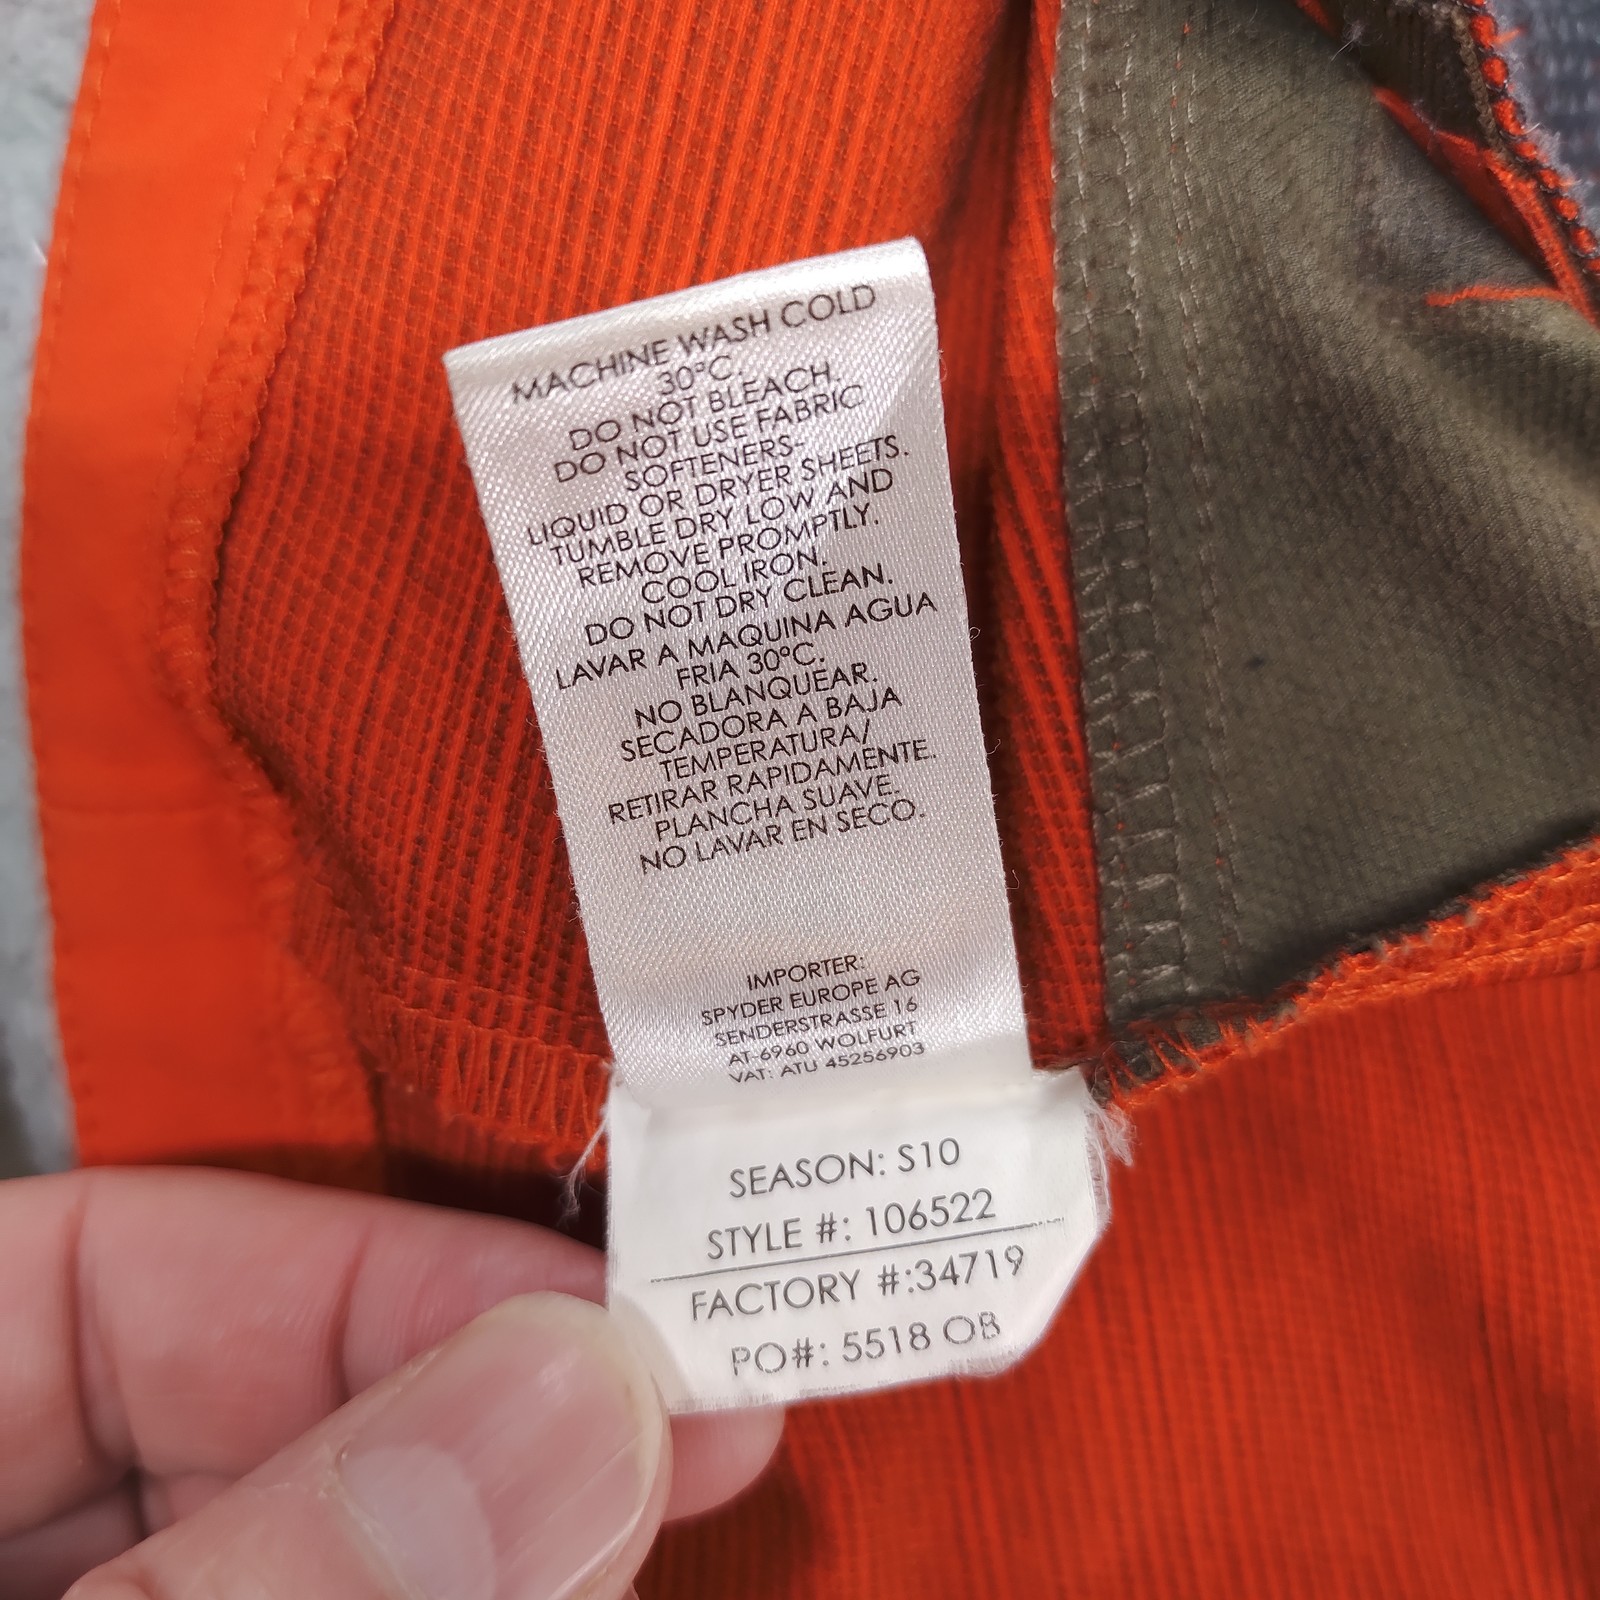 MACHINE WASH COLD
30°C.
DO NOT BLEACH.
DO NOT USE FABRIC
SOFTENERS-
LIQUID OR DRYER SHEETS.
TUMBLE DRY LOW AND
REMOVE PROMPTLY.
COOL IRON.
DO NOT DRY CLEAN.
LAVAR A MAQUINA AGUA
FRIA 30°C.
NO BLANQUEAR.
SECADORA A BAJA
TEMPERATURA/
RETIRAR RAPIDAMENTE.
PLANCHA SUAVE.
NO LAVAR EN SECO.
IMPORTER:
SPYDER EUROPE AG
SENDERSTRASSE 16
AT-6960 WOLFURT
VAT: ATU 45256903
SEASON: S10
STYLE #: 106522
FACTORY #:34719
PO#: 5518 OB